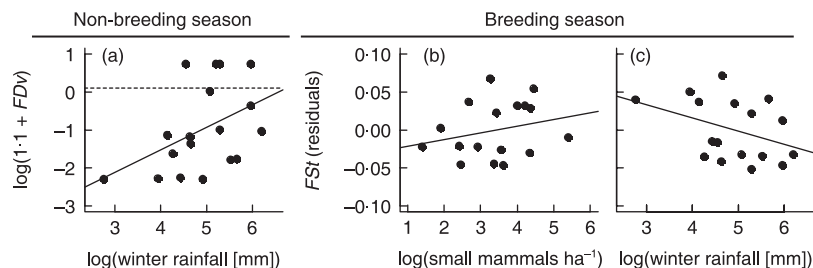 Non-breeding season
Breeding season
(a)
(b)
(c)
log(1·1 + FDv)
1
0
−1
−2
−3
3
4
5
6
log(winter rainfall [mm])
FSt (residuals)
0·10
0·05
0·00
−0·05
−0·10
1
2
3
4
5
6
log(small mammals ha⁻¹)
3
4
5
6
log(winter rainfall [mm])